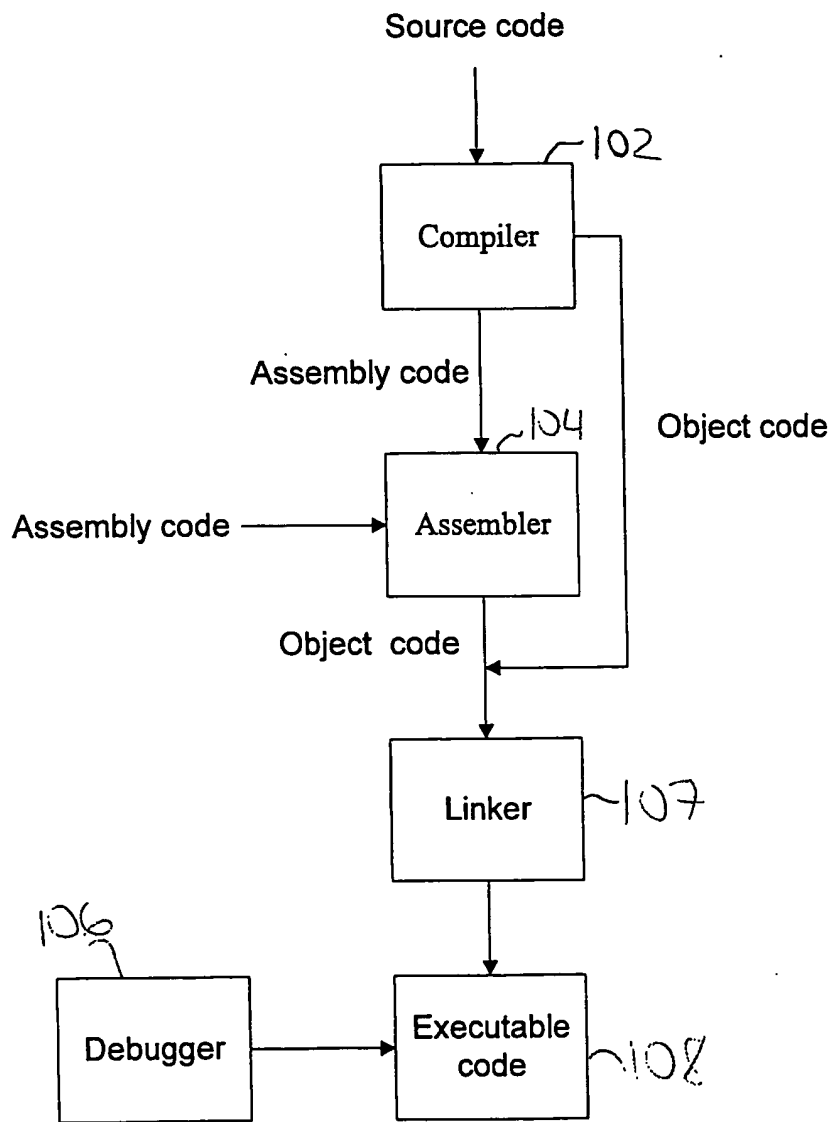 Source code
102
Compiler
Assembly code
104
Object code
Assembly code
Assembler
Object code
Linker
107
106
Debugger
Executable
code
108